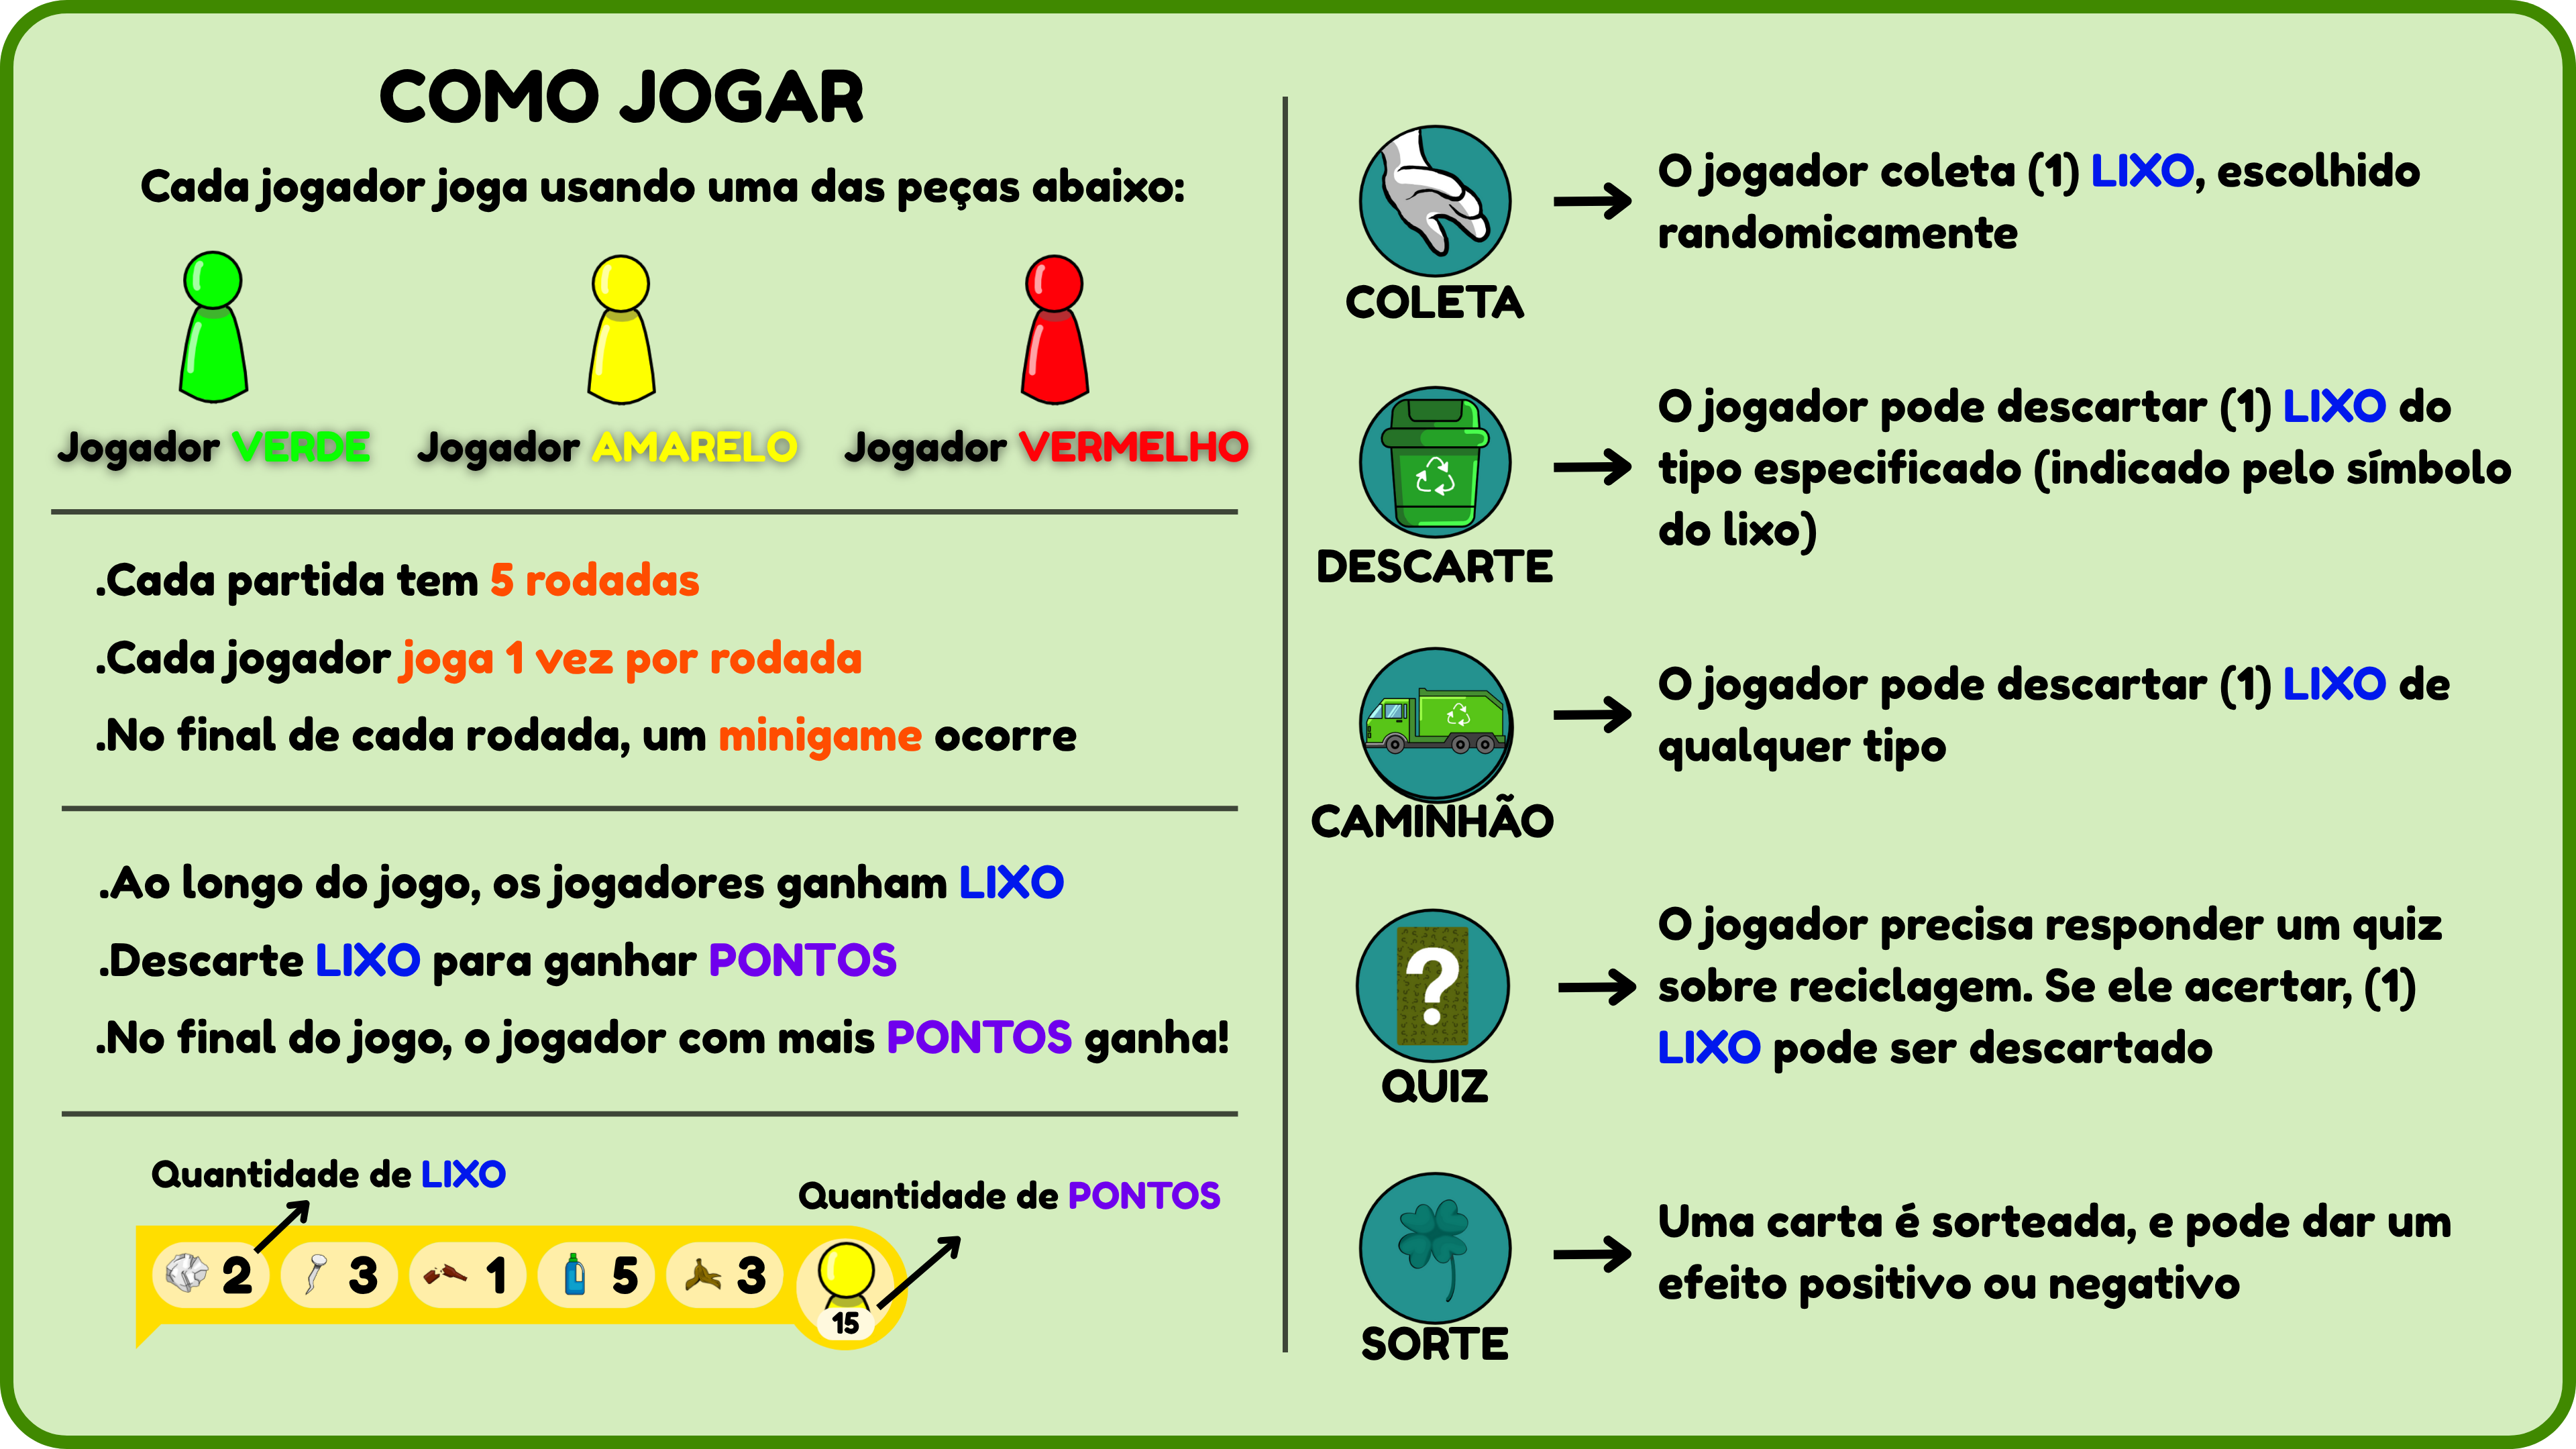 COMO JOGAR
Cada jogador joga usando uma das peças abaixo:
Jogador VERDE
Jogador AMARELO
Jogador VERMELHO
.Cada partida tem 5 rodadas
.Cada jogador joga 1 vez por rodada
.No final de cada rodada, um minigame ocorre
.Ao longo do jogo, os jogadores ganham LIXO
.Descarte LIXO para ganhar PONTOS
.No final do jogo, o jogador com mais PONTOS ganha!
Quantidade de LIXO
Quantidade de PONTOS
2 3 1 5 3
15
COLETA
O jogador coleta (1) LIXO, escolhido
randomicamente
DESCARTE
O jogador pode descartar (1) LIXO do
tipo especificado (indicado pelo símbolo
do lixo)
CAMINHÃO
O jogador pode descartar (1) LIXO de
qualquer tipo
?
QUIZ
O jogador precisa responder um quiz
sobre reciclagem. Se ele acertar, (1)
LIXO pode ser descartado
SORTE
Uma carta é sorteada, e pode dar um
efeito positivo ou negativo